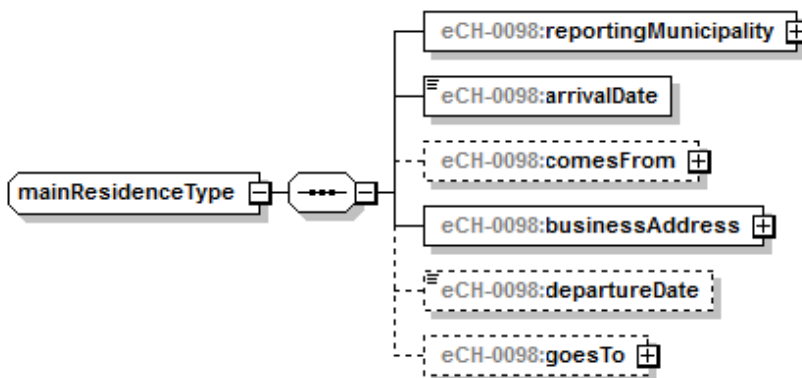 eCH-0098:reportingMunicipality
eCH-0098:arrivalDate
eCH-0098:comesFrom
mainResidenceType
eCH-0098:businessAddress
eCH-0098:departureDate
eCH-0098:goesTo